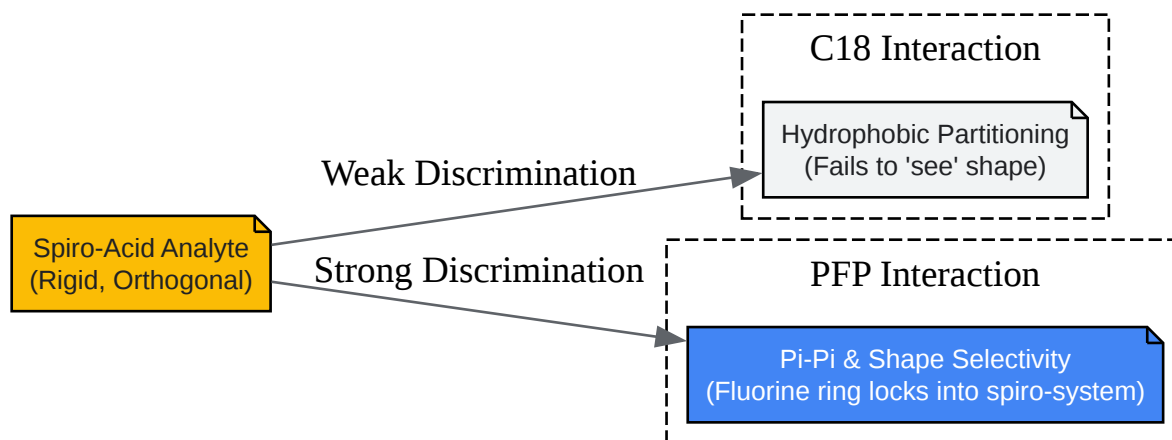 C18 Interaction
Hydrophobic Partitioning
(Fails to 'see' shape)
Weak Discrimination
Spiro-Acid Analyte
(Rigid, Orthogonal)
Strong Discrimination
PFP Interaction
Pi-Pi & Shape Selectivity
(Fluorine ring locks into spiro-system)